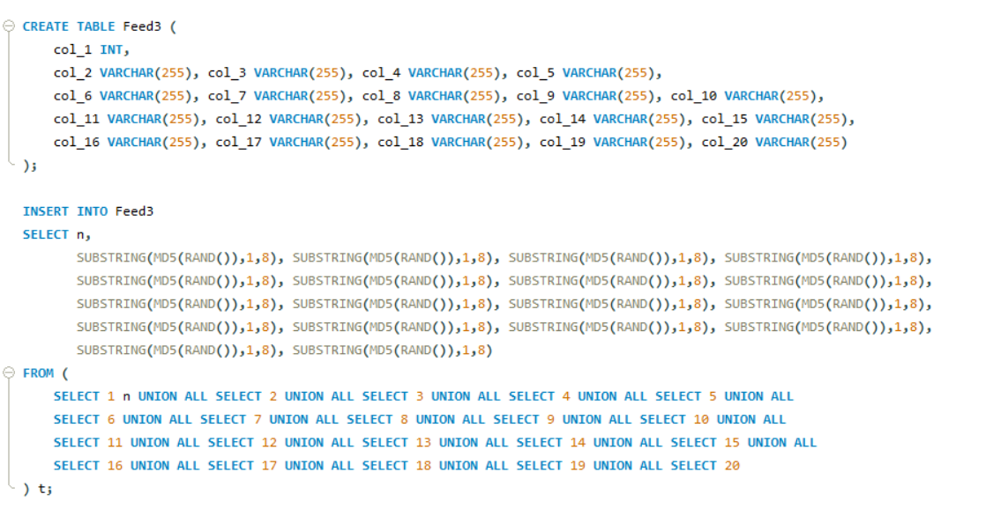 CREATE TABLE Feed3 (
col_1 INT,
col_2 VARCHAR(255), col_3 VARCHAR(255), col_4 VARCHAR(255), col_5 VARCHAR(255),
col_6 VARCHAR(255), col_7 VARCHAR(255), col_8 VARCHAR(255), col_9 VARCHAR(255), col_10 VARCHAR(255),
col_11 VARCHAR(255), col_12 VARCHAR(255), col_13 VARCHAR(255), col_14 VARCHAR(255), col_15 VARCHAR(255),
col_16 VARCHAR(255), col_17 VARCHAR(255), col_18 VARCHAR(255), col_19 VARCHAR(255), col_20 VARCHAR(255)
);
INSERT INTO Feed3
SELECT n,
SUBSTRING(MD5(RAND()),1,8), SUBSTRING(MD5(RAND()),1,8), SUBSTRING(MD5(RAND()),1,8), SUBSTRING(MD5(RAND()),1,8),
SUBSTRING(MD5(RAND()),1,8), SUBSTRING(MD5(RAND()),1,8), SUBSTRING(MD5(RAND()),1,8), SUBSTRING(MD5(RAND()),1,8),
SUBSTRING(MD5(RAND()),1,8), SUBSTRING(MD5(RAND()),1,8), SUBSTRING(MD5(RAND()),1,8), SUBSTRING(MD5(RAND()),1,8),
SUBSTRING(MD5(RAND()),1,8), SUBSTRING(MD5(RAND()),1,8), SUBSTRING(MD5(RAND()),1,8), SUBSTRING(MD5(RAND()),1,8),
SUBSTRING(MD5(RAND()),1,8), SUBSTRING(MD5(RAND()),1,8)
FROM (
SELECT 1 n UNION ALL SELECT 2 UNION ALL SELECT 3 UNION ALL SELECT 4 UNION ALL SELECT 5 UNION ALL
SELECT 6 UNION ALL SELECT 7 UNION ALL SELECT 8 UNION ALL SELECT 9 UNION ALL SELECT 10 UNION ALL
SELECT 11 UNION ALL SELECT 12 UNION ALL SELECT 13 UNION ALL SELECT 14 UNION ALL SELECT 15 UNION ALL
SELECT 16 UNION ALL SELECT 17 UNION ALL SELECT 18 UNION ALL SELECT 19 UNION ALL SELECT 20
) t;